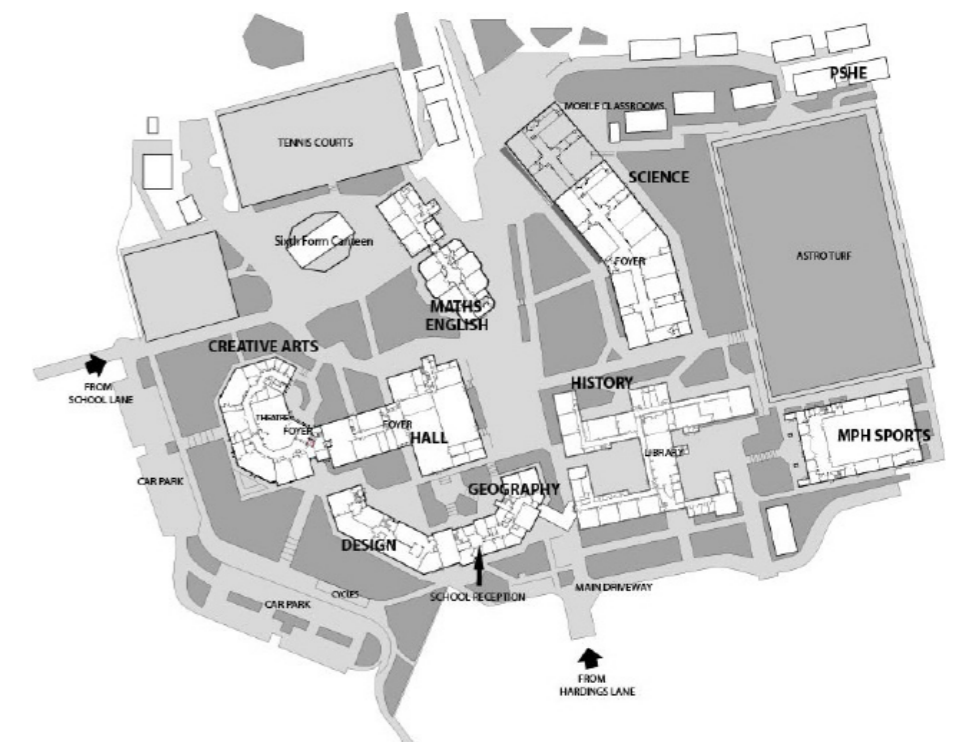 PSHE
MOBILE CLASSROOMS
TENNIS COURTS
SCIENCE
Sixth Form Canteen
ASTRO TURF
FOYER
MATHS
ENGLISH
CREATIVE ARTS
FROM
SCHOOL LANE
HISTORY
THEATRE
FOYER
FOYER
HALL
MPH SPORTS
LIBRARY
CAR PARK
GEOGRAPHY
DESIGN
MAIN DRIVEWAY
CYCLES
SCHOOL RECEPTION
CAR PARK
FROM
HARDINGS LANE